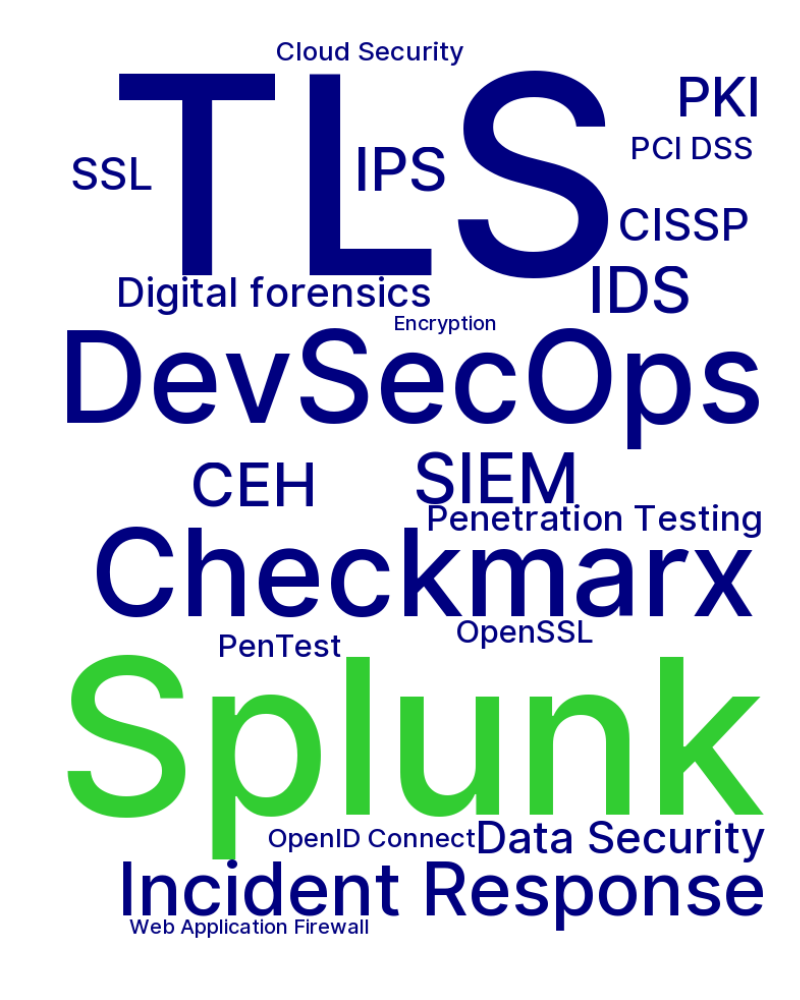 Cloud Security
TLS
PKI
PCI DSS
IPS
SSL
CISSP
IDS
Digital forensics
Encryption
DevSecOps
SIEM
CEH
Penetration Testing
Checkmarx
OpenSSL
PenTest
Splunk
OpenID Connect
Data Security
Incident Response
Web Application Firewall